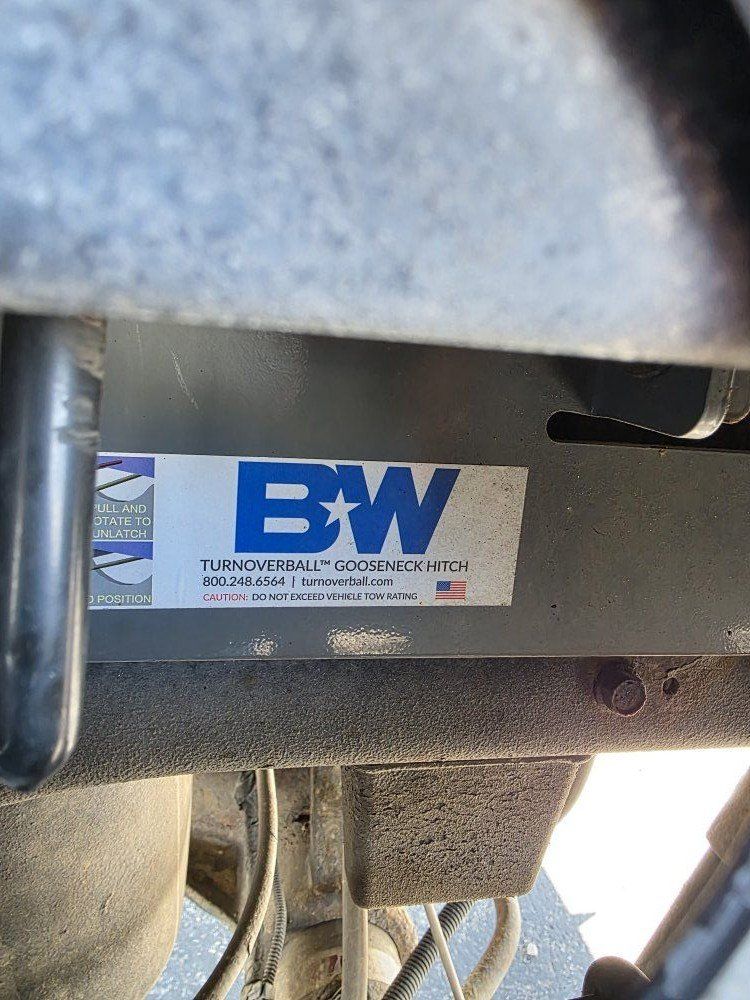 PULL AND
ROTATE TO
UNLATCH
POSITION
B&W
TURNOVERBALL™ GOOSENECK HITCH
800.248.6564 | turnoverball.com
CAUTION: DO NOT EXCEED VEHICLE TOW RATING